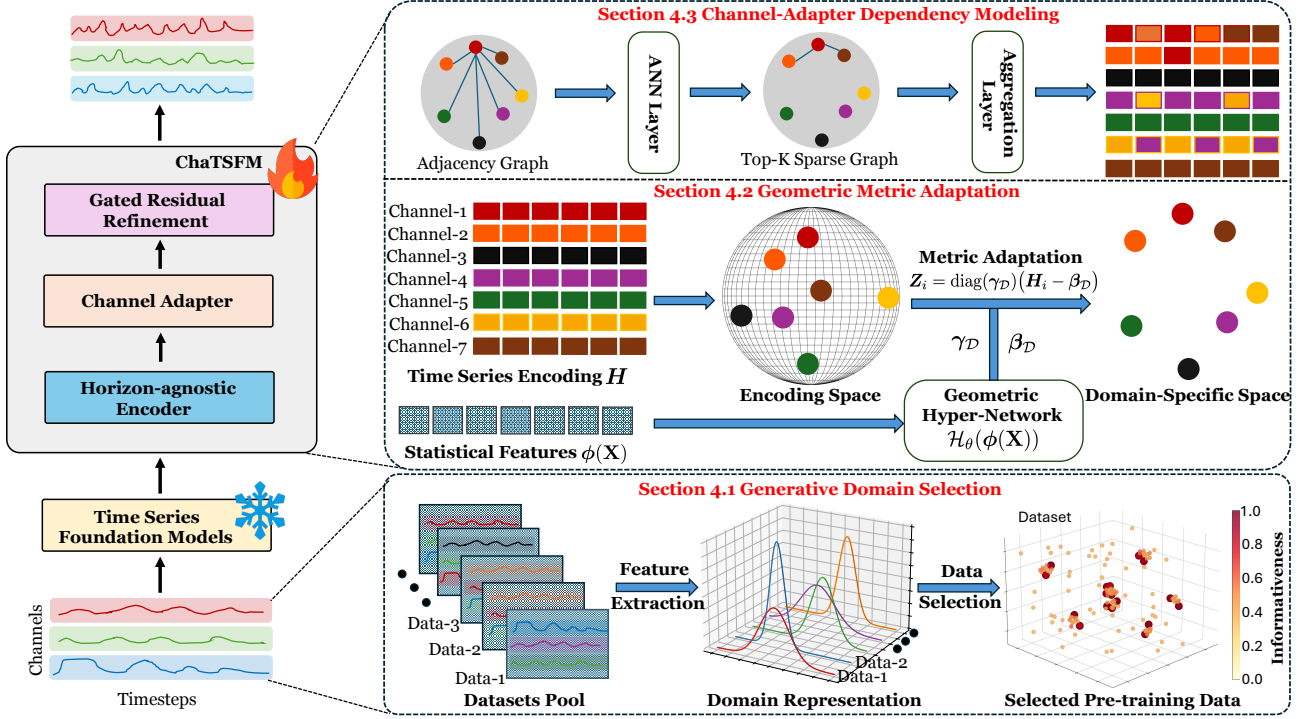 ChaTSFM
Gated Residual
Refinement
Channel Adapter
Horizon-agnostic
Encoder
Time Series
Foundation Models
Channels
Timesteps
Section 4.3 Channel-Adapter Dependency Modeling
Adjacency Graph
ANN Layer
Top-K Sparse Graph
Aggregation
Layer
Section 4.2 Geometric Metric Adaptation
Channel-1
Channel-2
Channel-3
Channel-4
Channel-5
Channel-6
Channel-7
Time Series Encoding H
Statistical Features ϕ(X)
Encoding Space
Metric Adaptation
Z_i = diag(γ_D)(H_i − β_D)
γ_D β_D
Geometric
Hyper-Network
H_θ(ϕ(X))
Domain-Specific Space
Section 4.1 Generative Domain Selection
Data-3
Data-2
Data-1
Datasets Pool
Feature
Extraction
Data-2
Data-1
Domain Representation
Data
Selection
Dataset
Selected Pre-training Data
1.0
0.8
0.6
0.4
0.2
0.0
Informativeness